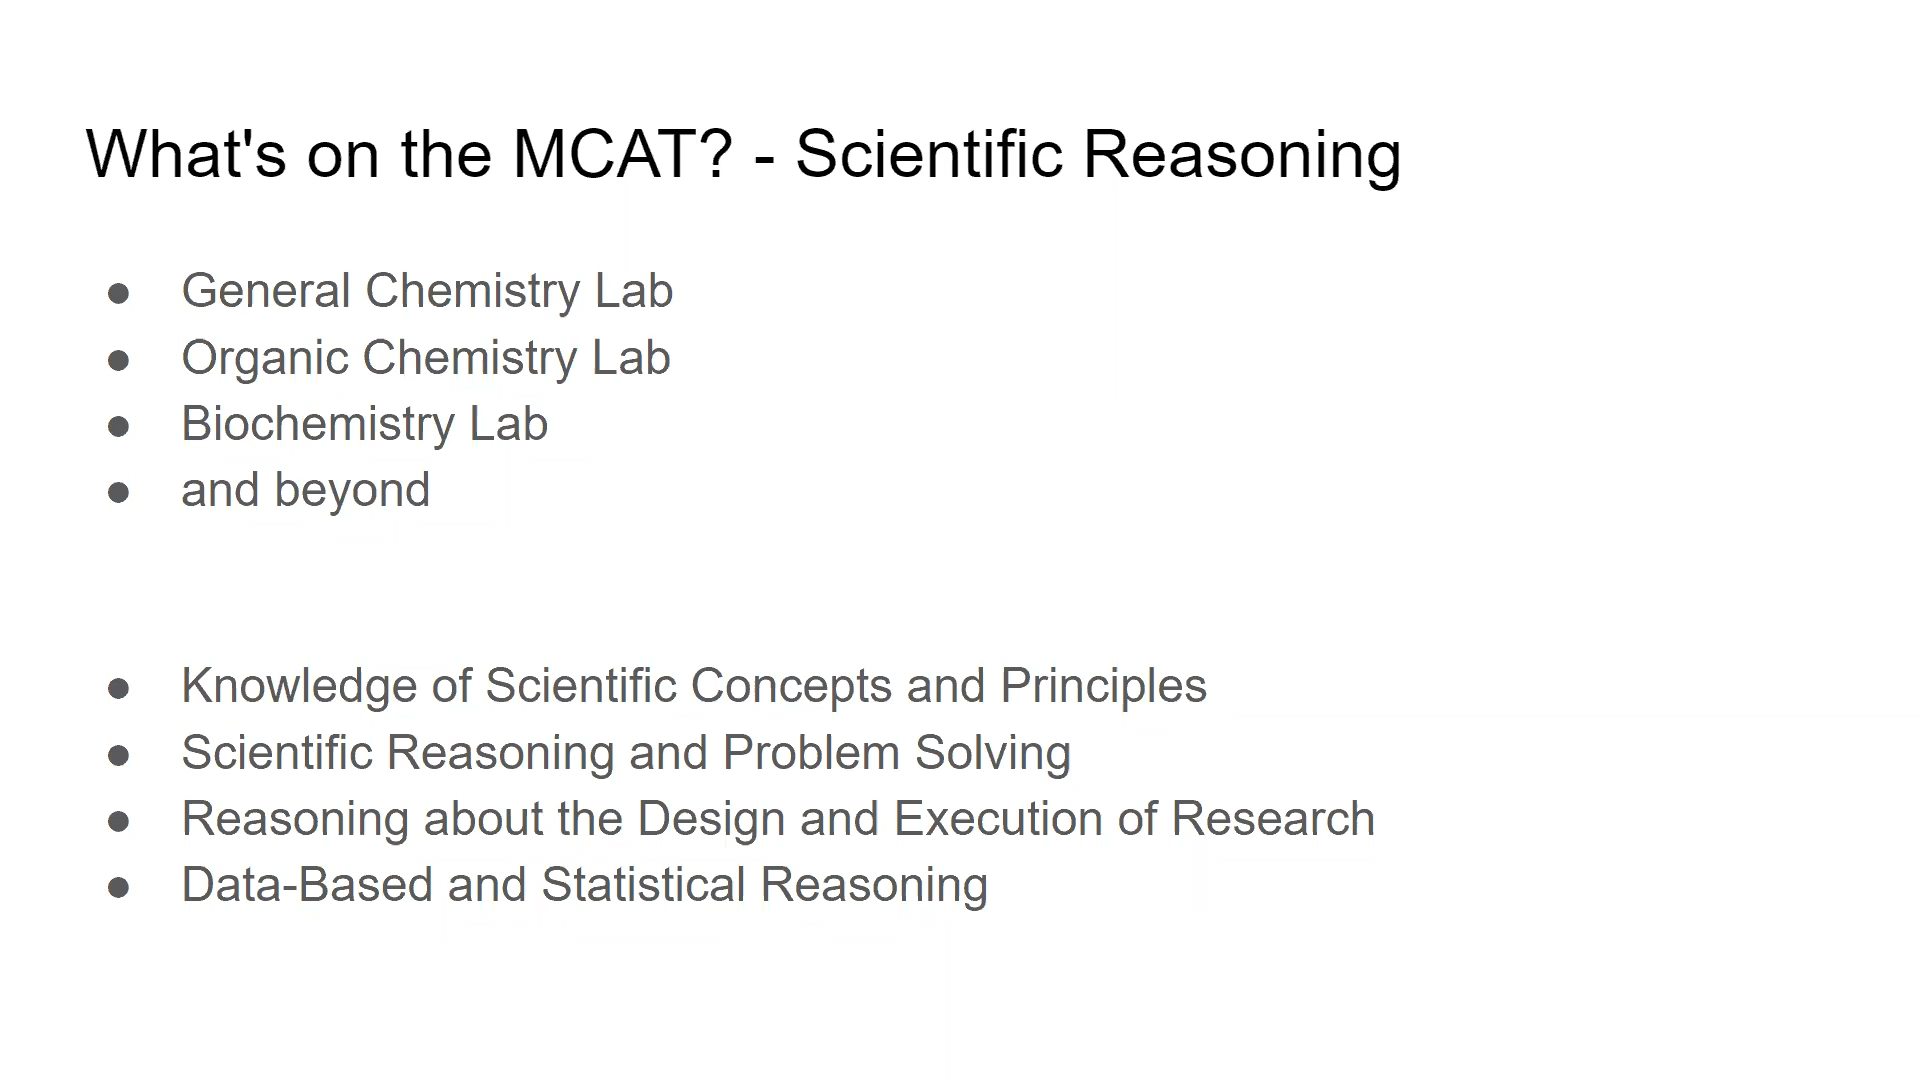 What's on the MCAT? - Scientific Reasoning
● General Chemistry Lab
● Organic Chemistry Lab
● Biochemistry Lab
● and beyond
● Knowledge of Scientific Concepts and Principles
● Scientific Reasoning and Problem Solving
● Reasoning about the Design and Execution of Research
● Data-Based and Statistical Reasoning